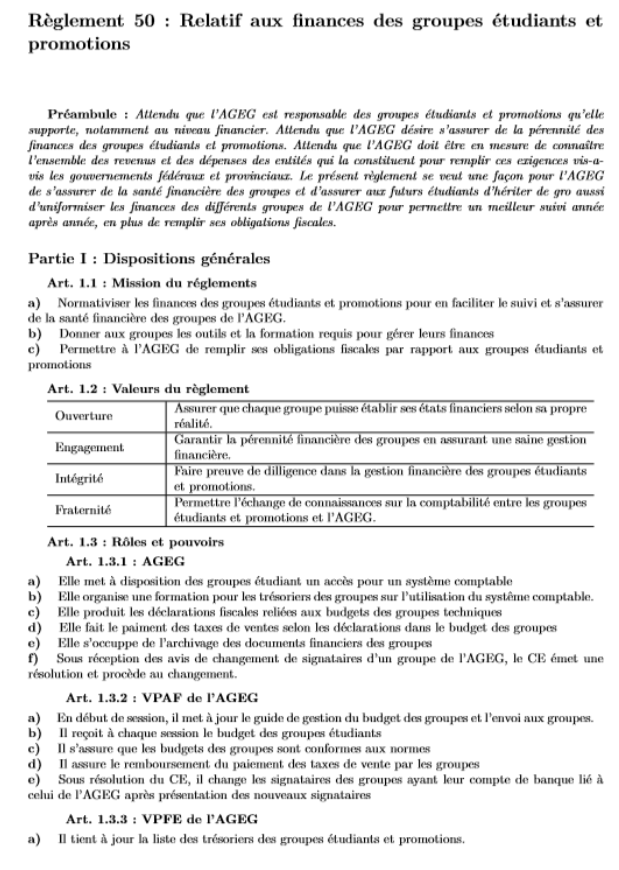 Règlement 50 : Relatif aux finances des groupes étudiants et
promotions
Préambule : Attendu que l'AGEG est responsable des groupes étudiants et promotions qu'elle
supporte, notamment au niveau financier. Attendu que l'AGEG désire s'assurer de la pérennité des
finances des groupes étudiants et promotions. Attendu que l'AGEG doit être en mesure de connaître
l'ensemble des revenus et des dépenses des entités qui la constituent pour remplir ces exigences vis-a-
vis les gouvernements fédéraux et provinciaux. Le présent règlement se veut une façon pour l'AGEG
de s'assurer de la santé financière des groupes et d'assurer aux futurs étudiants d'hériter de gro aussi
d'uniformiser les finances des différents groupes de l'AGEG pour permettre un meilleur suivi année
après année, en plus de remplir ses obligations fiscales.
Partie I : Dispositions générales
Art. 1.1 : Mission du réglements
a) Normativiser les finances des groupes étudiants et promotions pour en faciliter le suivi et s'assurer
de la santé financière des groupes de l'AGEG.
b) Donner aux groupes les outils et la formation requis pour gérer leurs finances
c) Permettre à l'AGEG de remplir ses obligations fiscales par rapport aux groupes étudiants et
promotions
Art. 1.2 : Valeurs du règlement
Ouverture Assurer que chaque groupe puisse établir ses états financiers selon sa propre
réalité.
Engagement Garantir la pérennité financière des groupes en assurant une saine gestion
financière.
Intégrité Faire preuve de dilligence dans la gestion financière des groupes étudiants
et promotions.
Fraternité Permettre l'échange de connaissances sur la comptabilité entre les groupes
étudiants et promotions et l'AGEG.
Art. 1.3 : Rôles et pouvoirs
Art. 1.3.1 : AGEG
a) Elle met à disposition des groupes étudiant un accès pour un système comptable
b) Elle organise une formation pour les trésoriers des groupes sur l'utilisation du système comptable.
c) Elle produit les déclarations fiscales reliées aux budgets des groupes techniques
d) Elle fait le paiment des taxes de ventes selon les déclarations dans le budget des groupes
e) Elle s'occuppe de l'archivage des documents financiers des groupes
f) Sous réception des avis de changement de signataires d'un groupe de l'AGEG, le CE émet une
résolution et procède au changement.
Art. 1.3.2 : VPAF de l'AGEG
a) En début de session, il met à jour le guide de gestion du budget des groupes et l'envoi aux groupes.
b) Il reçoit à chaque session le budget des groupes étudiants
c) Il s'assure que les budgets des groupes sont conformes aux normes
d) Il assure le remboursement du paiement des taxes de vente par les groupes
e) Sous résolution du CE, il change les signataires des groupes ayant leur compte de banque lié à
celui de l'AGEG après présentation des nouveaux signataires
Art. 1.3.3 : VPFE de l'AGEG
a) Il tient à jour la liste des trésoriers des groupes étudiants et promotions.